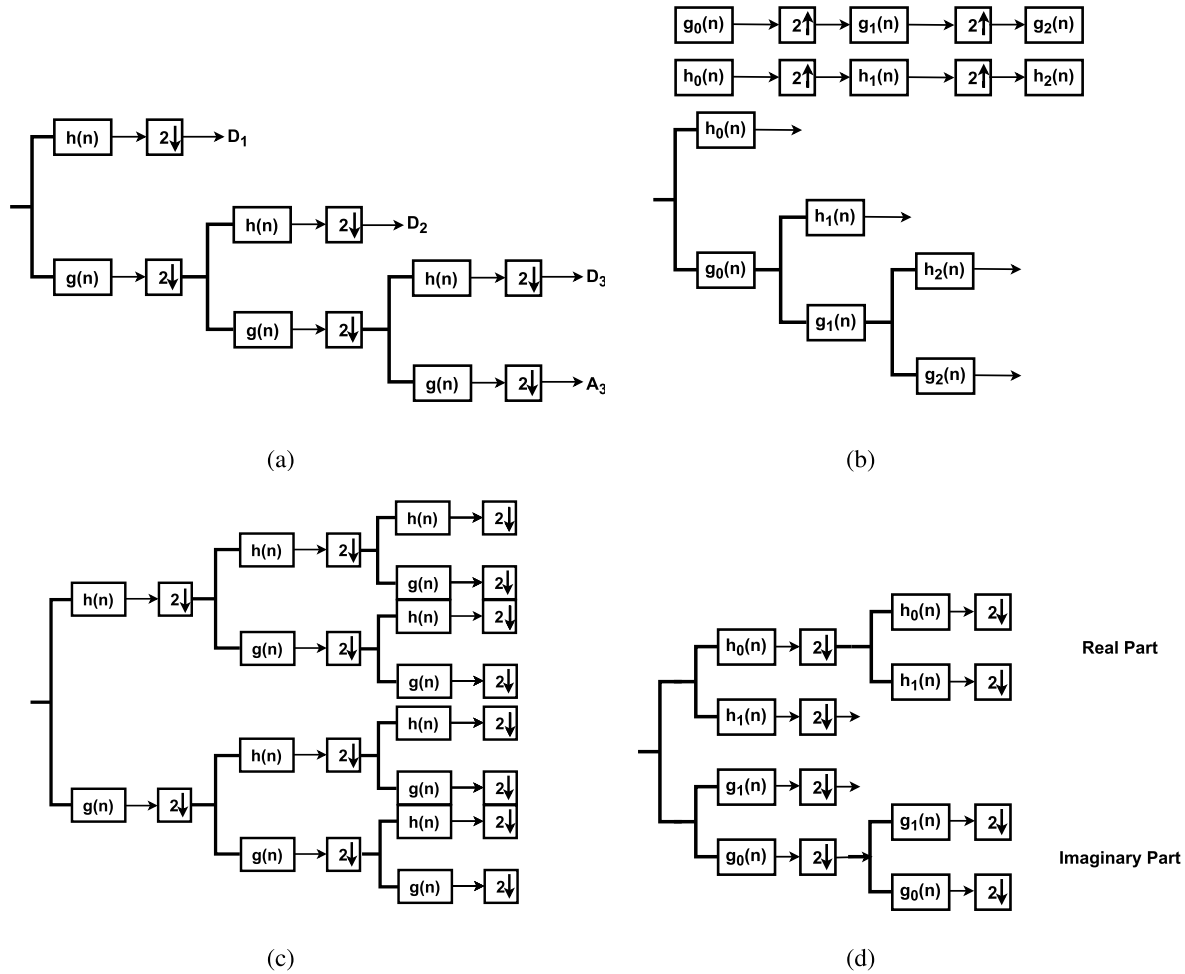 h(n) 2↓ D1
h(n) 2↓ D2
g(n) 2↓
h(n) 2↓ D3
g(n) 2↓
g(n) 2↓ A3
(a)
g0(n) 2↑ g1(n) 2↑ g2(n)
h0(n) 2↑ h1(n) 2↑ h2(n)
h0(n)
h1(n)
g0(n)
h2(n)
g1(n)
g2(n)
(b)
h(n) 2↓
h(n) 2↓
g(n) 2↓
h(n) 2↓
h(n) 2↓
g(n) 2↓
g(n) 2↓
h(n) 2↓
h(n) 2↓
g(n) 2↓
g(n) 2↓
h(n) 2↓
g(n) 2↓
g(n) 2↓
(c)
h0(n) 2↓
h0(n) 2↓
Real Part
h1(n) 2↓
h1(n) 2↓
g1(n) 2↓
g1(n) 2↓
g0(n) 2↓
Imaginary Part
g0(n) 2↓
(d)